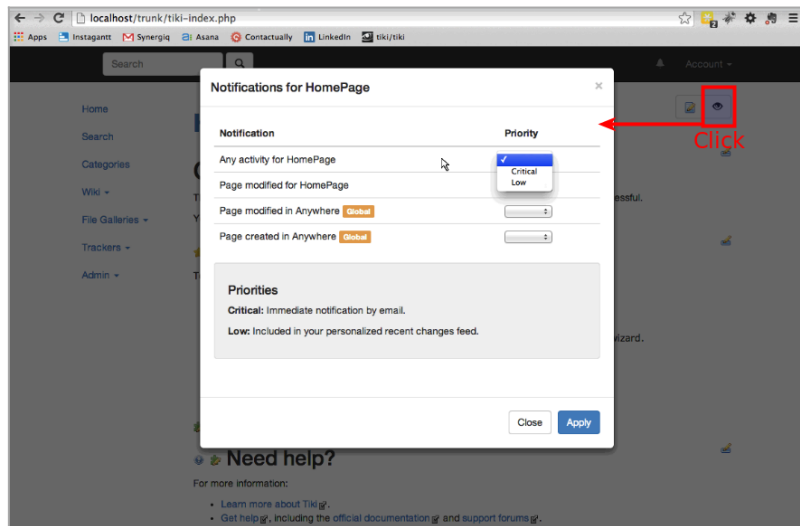 localhost/trunk/tiki-index.php
2
Apps Instagantt Synergiq Asana Contactually LinkedIn tiki/tiki
Search Account
Notifications for HomePage ×
Home
Search
Categories
Wiki
File Galleries
Trackers
Admin
Notification Priority
Click
Any activity for HomePage
Critical
Low
Page modified for HomePage
Page modified in Anywhere Global
Page created in Anywhere Global
essful.
Priorities
Critical: Immediate notification by email.
Low: Included in your personalized recent changes feed.
izard.
Close Apply
Need help?
For more information:
Learn more about Tiki.
Get help, including the official documentation and support forums.